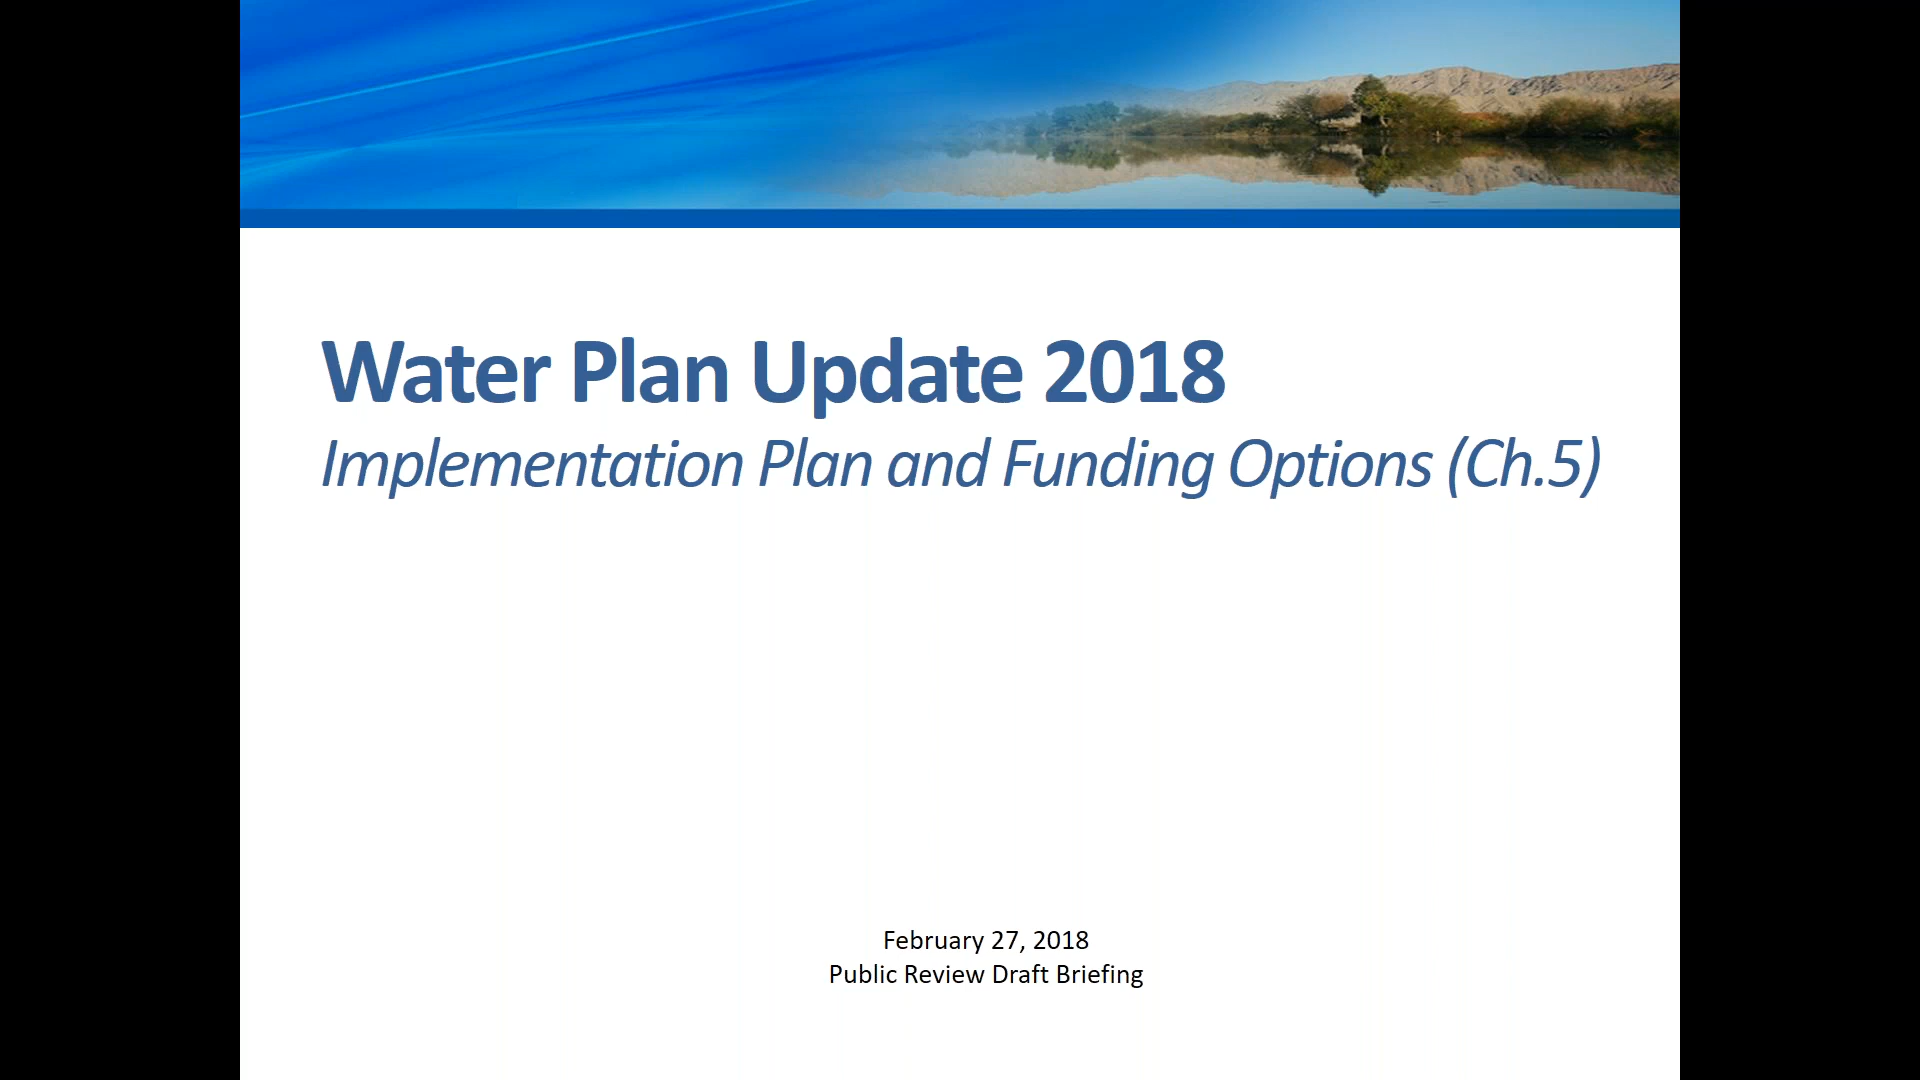 Water Plan Update 2018
Implementation Plan and Funding Options (Ch.5)
February 27, 2018
Public Review Draft Briefing